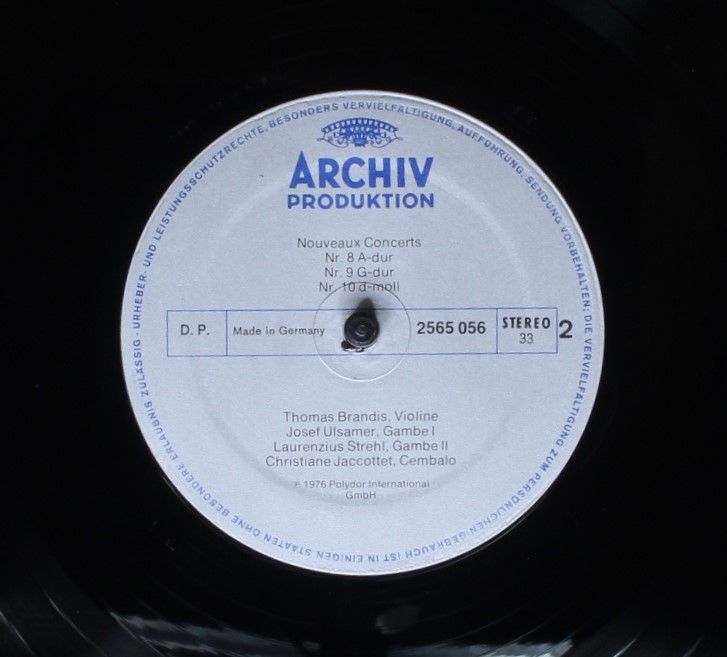 URHEBER- UND LEISTUNGSSCHUTZRECHTE, BESONDERS VERVIELFÄLTIGUNG, AUFFÜHRUNG, SENDUNG VORBEHALTEN; DIE VERVIELFÄLTIGUNG ZUM PERSÖNLICHEN GEBRAUCH IST IN EINIGEN STAATEN OHNE BESONDERE ERLAUBNIS ZULÄSSIG -
ARCHIV
PRODUKTION
Nouveaux Concerts
Nr. 8 A-dur
Nr. 9 G-dur
Nr. 10 d-moll
D. P. Made in Germany 2565 056 STEREO 2
33
Thomas Brandis, Violine
Josef Ulsamer, Gambe I
Laurenzius Strehl, Gambe II
Christiane Jaccottet, Cembalo
℗ 1976 Polydor International
GmbH